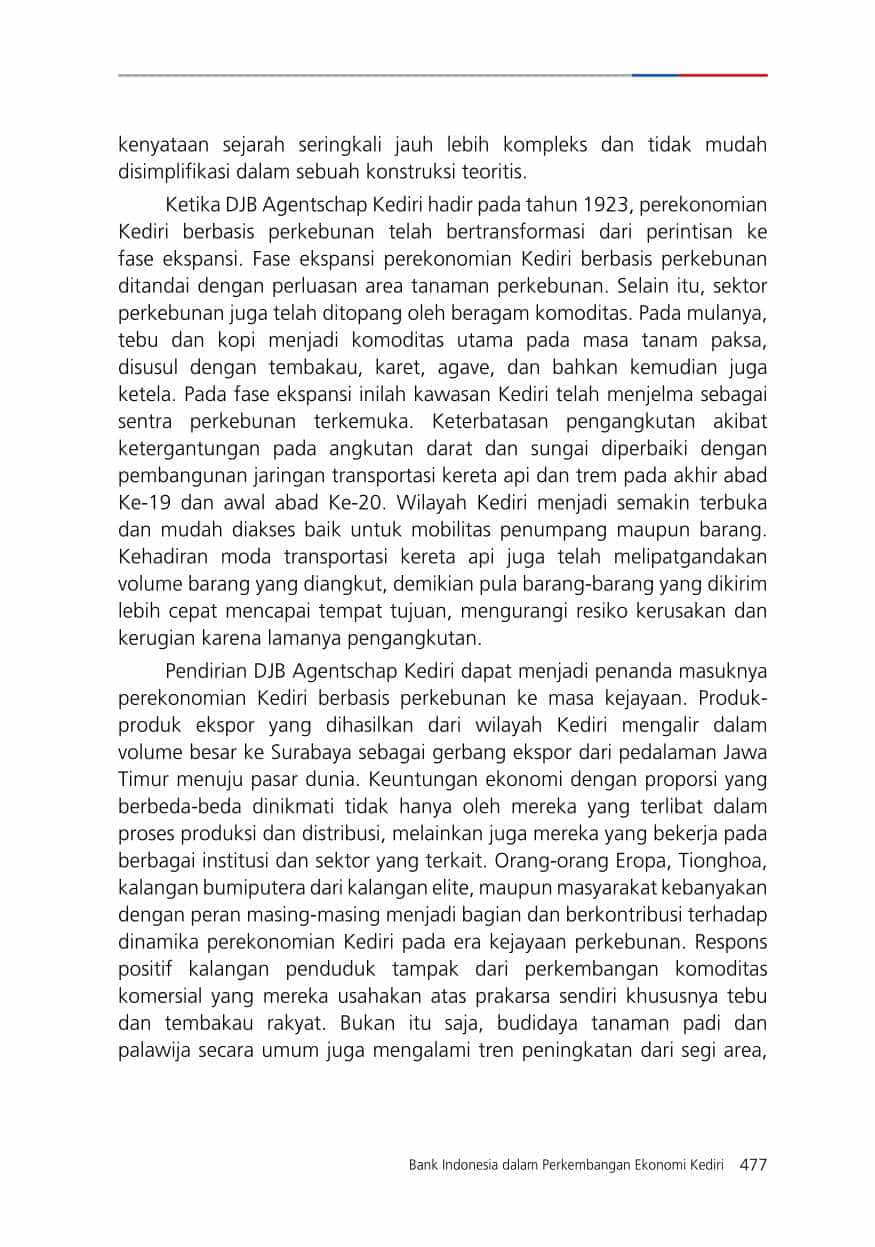 kenyataan sejarah seringkali jauh lebih kompleks dan tidak mudah
disimplifikasi dalam sebuah konstruksi teoritis.
Ketika DJB Agentschap Kediri hadir pada tahun 1923, perekonomian
Kediri berbasis perkebunan telah bertransformasi dari perintisan ke
fase ekspansi. Fase ekspansi perekonomian Kediri berbasis perkebunan
ditandai dengan perluasan area tanaman perkebunan. Selain itu, sektor
perkebunan juga telah ditopang oleh beragam komoditas. Pada mulanya,
tebu dan kopi menjadi komoditas utama pada masa tanam paksa,
disusul dengan tembakau, karet, agave, dan bahkan kemudian juga
ketela. Pada fase ekspansi inilah kawasan Kediri telah menjelma sebagai
sentra perkebunan terkemuka. Keterbatasan pengangkutan akibat
ketergantungan pada angkutan darat dan sungai diperbaiki dengan
pembangunan jaringan transportasi kereta api dan trem pada akhir abad
Ke-19 dan awal abad Ke-20. Wilayah Kediri menjadi semakin terbuka
dan mudah diakses baik untuk mobilitas penumpang maupun barang.
Kehadiran moda transportasi kereta api juga telah melipatgandakan
volume barang yang diangkut, demikian pula barang-barang yang dikirim
lebih cepat mencapai tempat tujuan, mengurangi resiko kerusakan dan
kerugian karena lamanya pengangkutan.
Pendirian DJB Agentschap Kediri dapat menjadi penanda masuknya
perekonomian Kediri berbasis perkebunan ke masa kejayaan. Produk-
produk ekspor yang dihasilkan dari wilayah Kediri mengalir dalam
volume besar ke Surabaya sebagai gerbang ekspor dari pedalaman Jawa
Timur menuju pasar dunia. Keuntungan ekonomi dengan proporsi yang
berbeda-beda dinikmati tidak hanya oleh mereka yang terlibat dalam
proses produksi dan distribusi, melainkan juga mereka yang bekerja pada
berbagai institusi dan sektor yang terkait. Orang-orang Eropa, Tionghoa,
kalangan bumiputera dari kalangan elite, maupun masyarakat kebanyakan
dengan peran masing-masing menjadi bagian dan berkontribusi terhadap
dinamika perekonomian Kediri pada era kejayaan perkebunan. Respons
positif kalangan penduduk tampak dari perkembangan komoditas
komersial yang mereka usahakan atas prakarsa sendiri khususnya tebu
dan tembakau rakyat. Bukan itu saja, budidaya tanaman padi dan
palawija secara umum juga mengalami tren peningkatan dari segi area,
Bank Indonesia dalam Perkembangan Ekonomi Kediri 477